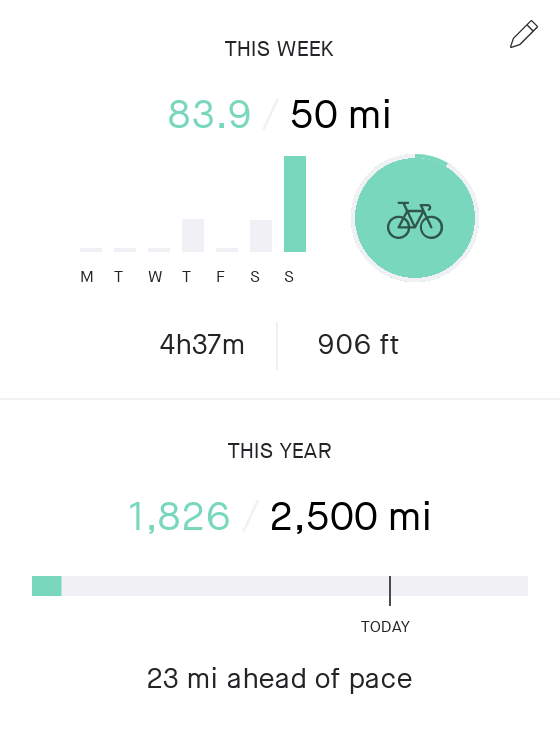 THIS WEEK
83.9 / 50 mi
M T W T F S S
4h37m 906 ft
THIS YEAR
1,826 / 2,500 mi
TODAY
23 mi ahead of pace